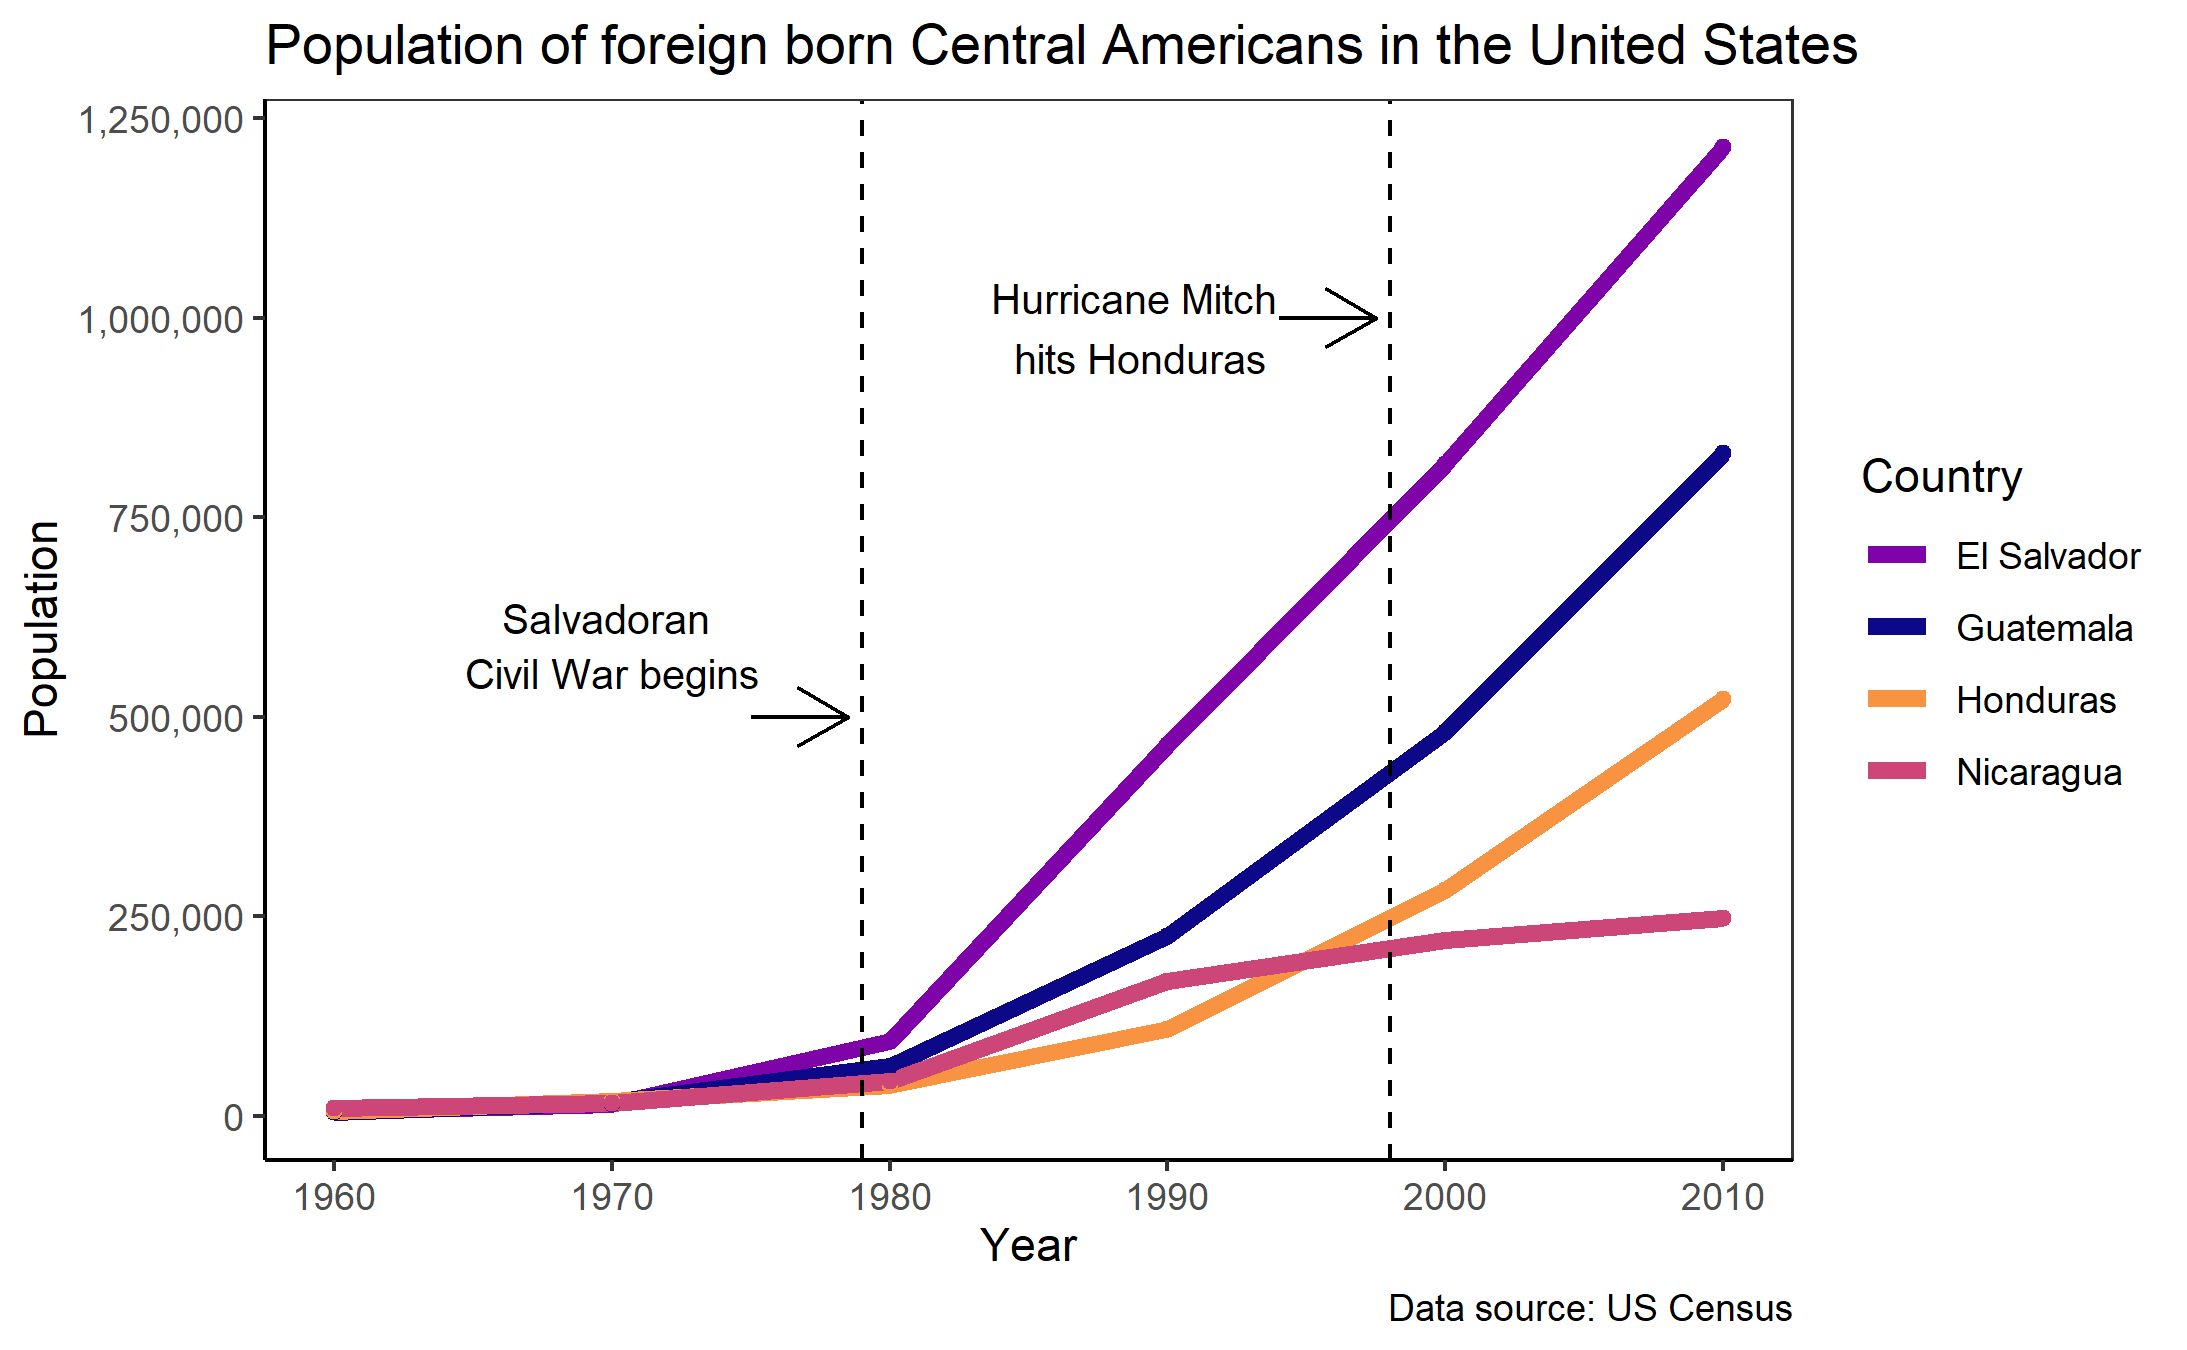 Population of foreign born Central Americans in the United States
Population
1,250,000
1,000,000
750,000
500,000
250,000
0
Hurricane Mitch
hits Honduras
Salvadoran
Civil War begins
Country
El Salvador
Guatemala
Honduras
Nicaragua
1960 1970 1980 1990 2000 2010
Year
Data source: US Census